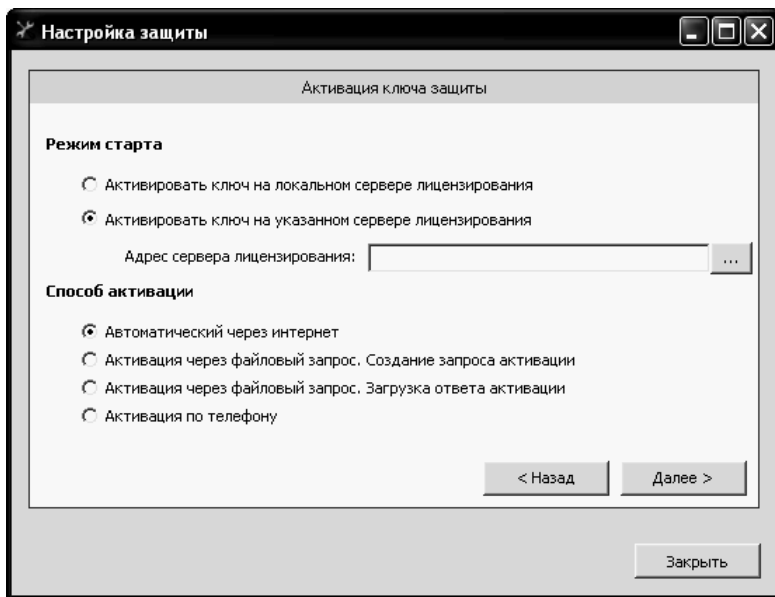 Настройка защиты
Активация ключа защиты
Режим старта
Активировать ключ на локальном сервере лицензирования
Активировать ключ на указанном сервере лицензирования
Адрес сервера лицензирования: ...
Способ активации
Автоматический через интернет
Активация через файловый запрос. Создание запроса активации
Активация через файловый запрос. Загрузка ответа активации
Активация по телефону
< Назад Далее >
Закрыть